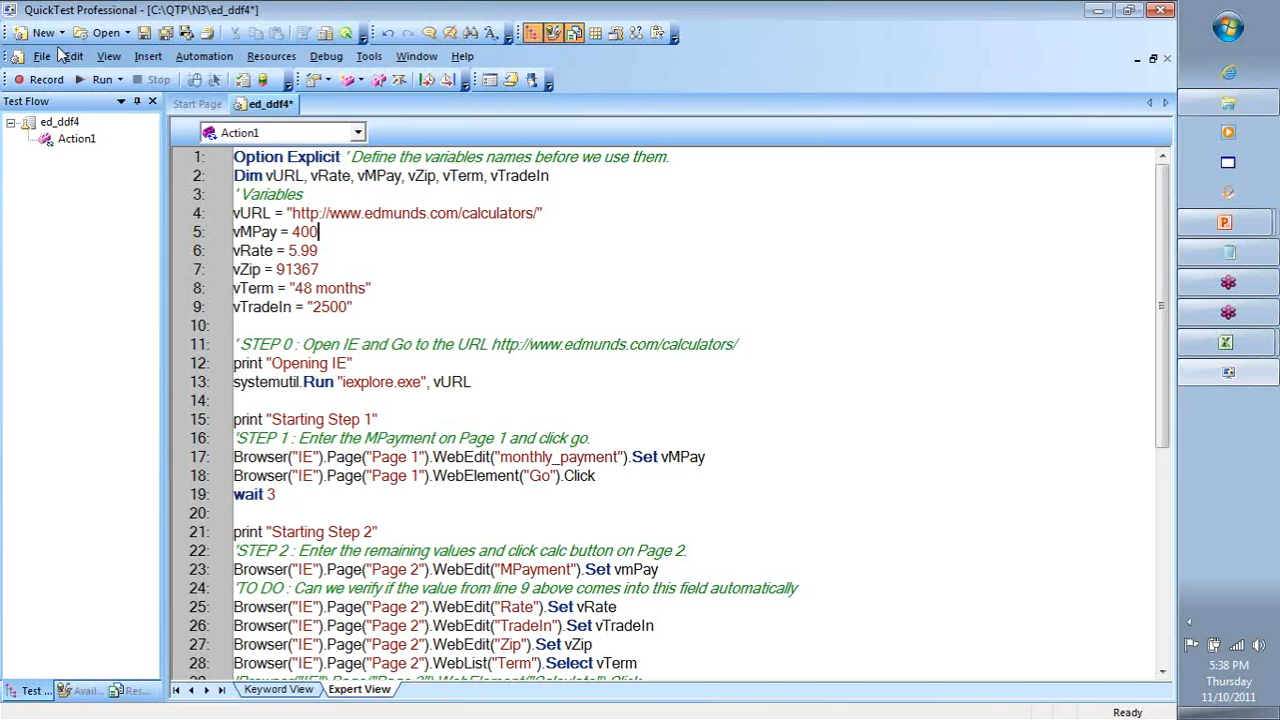 QuickTest Professional - [C:\QTP\N3\ed_ddf4*]
New Open
File Edit View Insert Automation Resources Debug Tools Window Help
Record Run Stop
Test Flow
Start Page ed_ddf4*
ed_ddf4
Action1
Action1
1: Option Explicit ' Define the variables names before we use them.
2: Dim vURL, vRate, vMPay, vZip, vTerm, vTradeIn
3: ' Variables
4: vURL = "http://www.edmunds.com/calculators/"
5: vMPay = 400
6: vRate = 5.99
7: vZip = 91367
8: vTerm = "48 months"
9: vTradeIn = "2500"
10:
11: ' STEP 0 : Open IE and Go to the URL http://www.edmunds.com/calculators/
12: print "Opening IE"
13: systemutil.Run "iexplore.exe", vURL
14:
15: print "Starting Step 1"
16: 'STEP 1 : Enter the MPayment on Page 1 and click go.
17: Browser("IE").Page("Page 1").WebEdit("monthly_payment").Set vMPay
18: Browser("IE").Page("Page 1").WebElement("Go").Click
19: wait 3
20:
21: print "Starting Step 2"
22: 'STEP 2 : Enter the remaining values and click calc button on Page 2.
23: Browser("IE").Page("Page 2").WebEdit("MPayment").Set vmPay
24: 'TO DO : Can we verify if the value from line 9 above comes into this field automatically
25: Browser("IE").Page("Page 2").WebEdit("Rate").Set vRate
26: Browser("IE").Page("Page 2").WebEdit("TradeIn").Set vTradeIn
27: Browser("IE").Page("Page 2").WebEdit("Zip").Set vZip
28: Browser("IE").Page("Page 2").WebList("Term").Select vTerm
Test ... Avail... Res...
Keyword View Expert View
Ready
5:38 PM
Thursday
11/10/2011